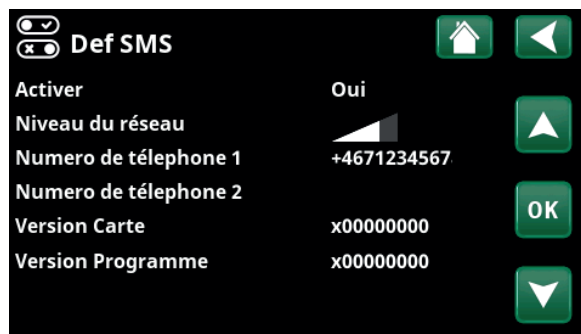 Def SMS
Activer Oui
Niveau du réseau
Numero de télephone 1 +4671234567
Numero de télephone 2
OK
Version Carte x00000000
Version Programme x00000000